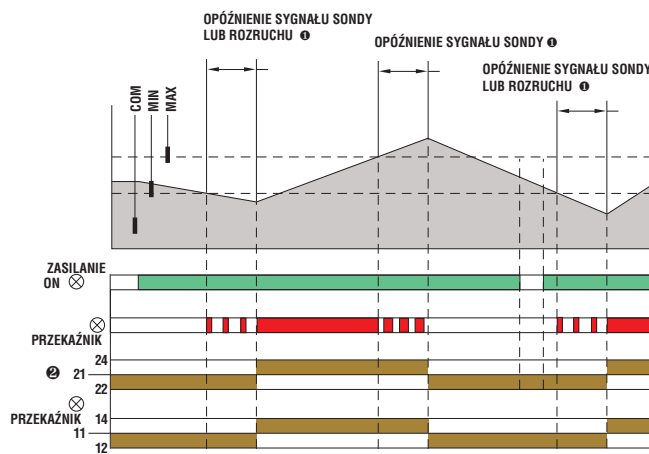 OPÓŹNIENIE SYGNAŁU SONDY
LUB ROZRUCHU ❶
OPÓŹNIENIE SYGNAŁU SONDY ❶
OPÓŹNIENIE SYGNAŁU SONDY
LUB ROZRUCHU ❶
COM
MIN
MAX
ZASILANIE
ON
PRZEKAŹNIK
24
❷ 21
22
PRZEKAŹNIK
14
11
12